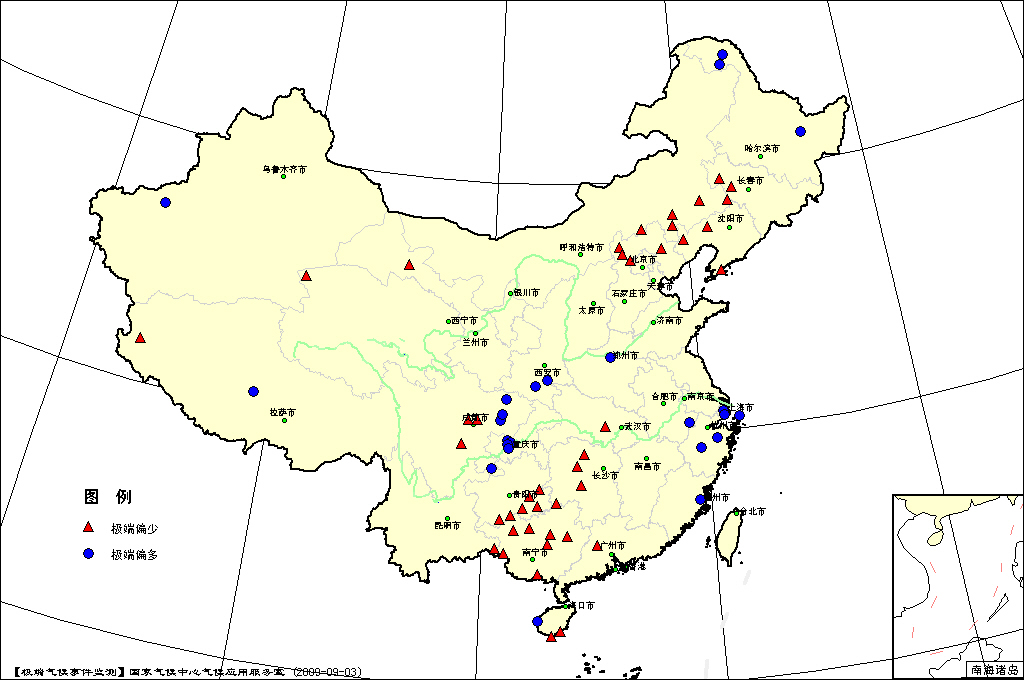 哈尔滨市
乌鲁木齐市
长春市
沈阳市
呼和浩特市
北京市
天津市
银川市
石家庄市
太原市
西宁市
济南市
兰州市
郑州市
西安市
合肥市
南京市
上海市
拉萨市
成都市
武汉市
杭州市
重庆市
南昌市
长沙市
贵阳市
福州市
台北市
昆明市
广州市
南宁市
香港
海口市
图 例
极端偏少
极端偏多
南海诸岛
【极端气候事件监测】国家气候中心气候应用服务室 (2009-09-03)